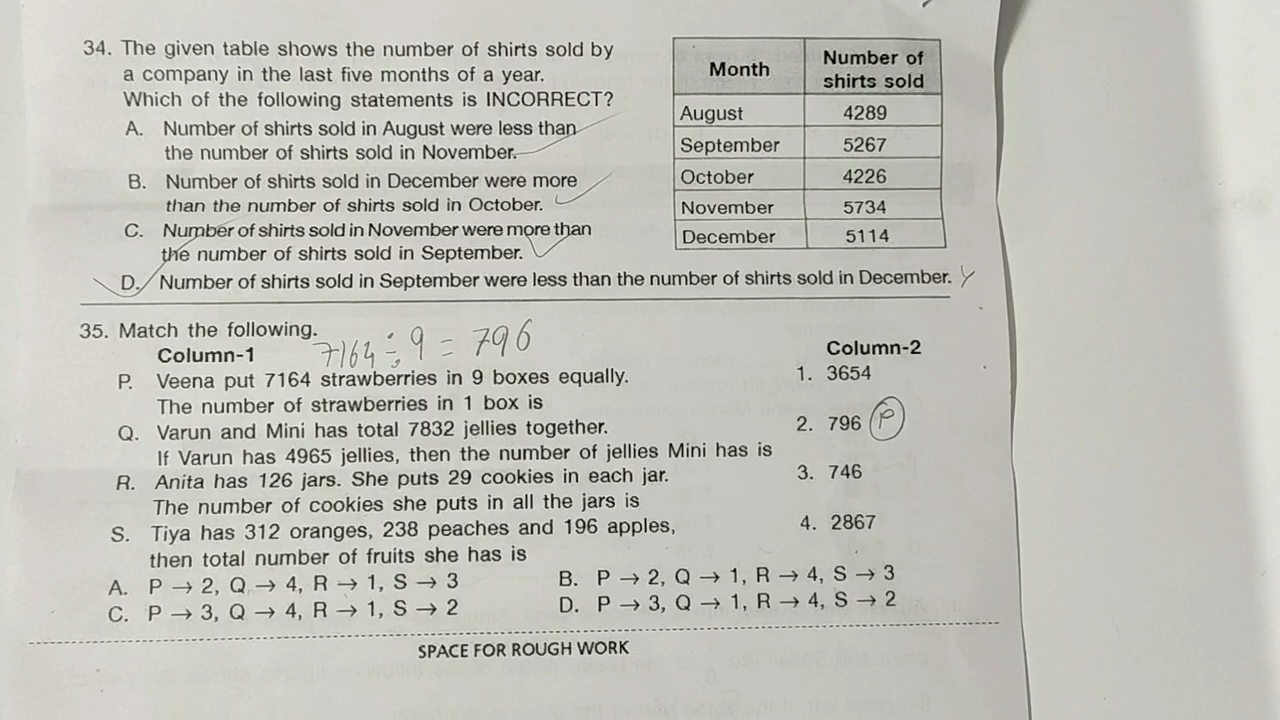 34. The given table shows the number of shirts sold by
a company in the last five months of a year.
Which of the following statements is INCORRECT?
A. Number of shirts sold in August were less than
the number of shirts sold in November.
B. Number of shirts sold in December were more
than the number of shirts sold in October.
C. Number of shirts sold in November were more than
the number of shirts sold in September.
D. Number of shirts sold in September were less than the number of shirts sold in December.
Month Number of shirts sold
August 4289
September 5267
October 4226
November 5734
December 5114
35. Match the following.
7164 ÷ 9 = 796
Column-1 Column-2
P. Veena put 7164 strawberries in 9 boxes equally. 1. 3654
The number of strawberries in 1 box is
Q. Varun and Mini has total 7832 jellies together. 2. 796 P
If Varun has 4965 jellies, then the number of jellies Mini has is
R. Anita has 126 jars. She puts 29 cookies in each jar. 3. 746
The number of cookies she puts in all the jars is
S. Tiya has 312 oranges, 238 peaches and 196 apples, 4. 2867
then total number of fruits she has is
A. P → 2, Q → 4, R → 1, S → 3 B. P → 2, Q → 1, R → 4, S → 3
C. P → 3, Q → 4, R → 1, S → 2 D. P → 3, Q → 1, R → 4, S → 2
SPACE FOR ROUGH WORK